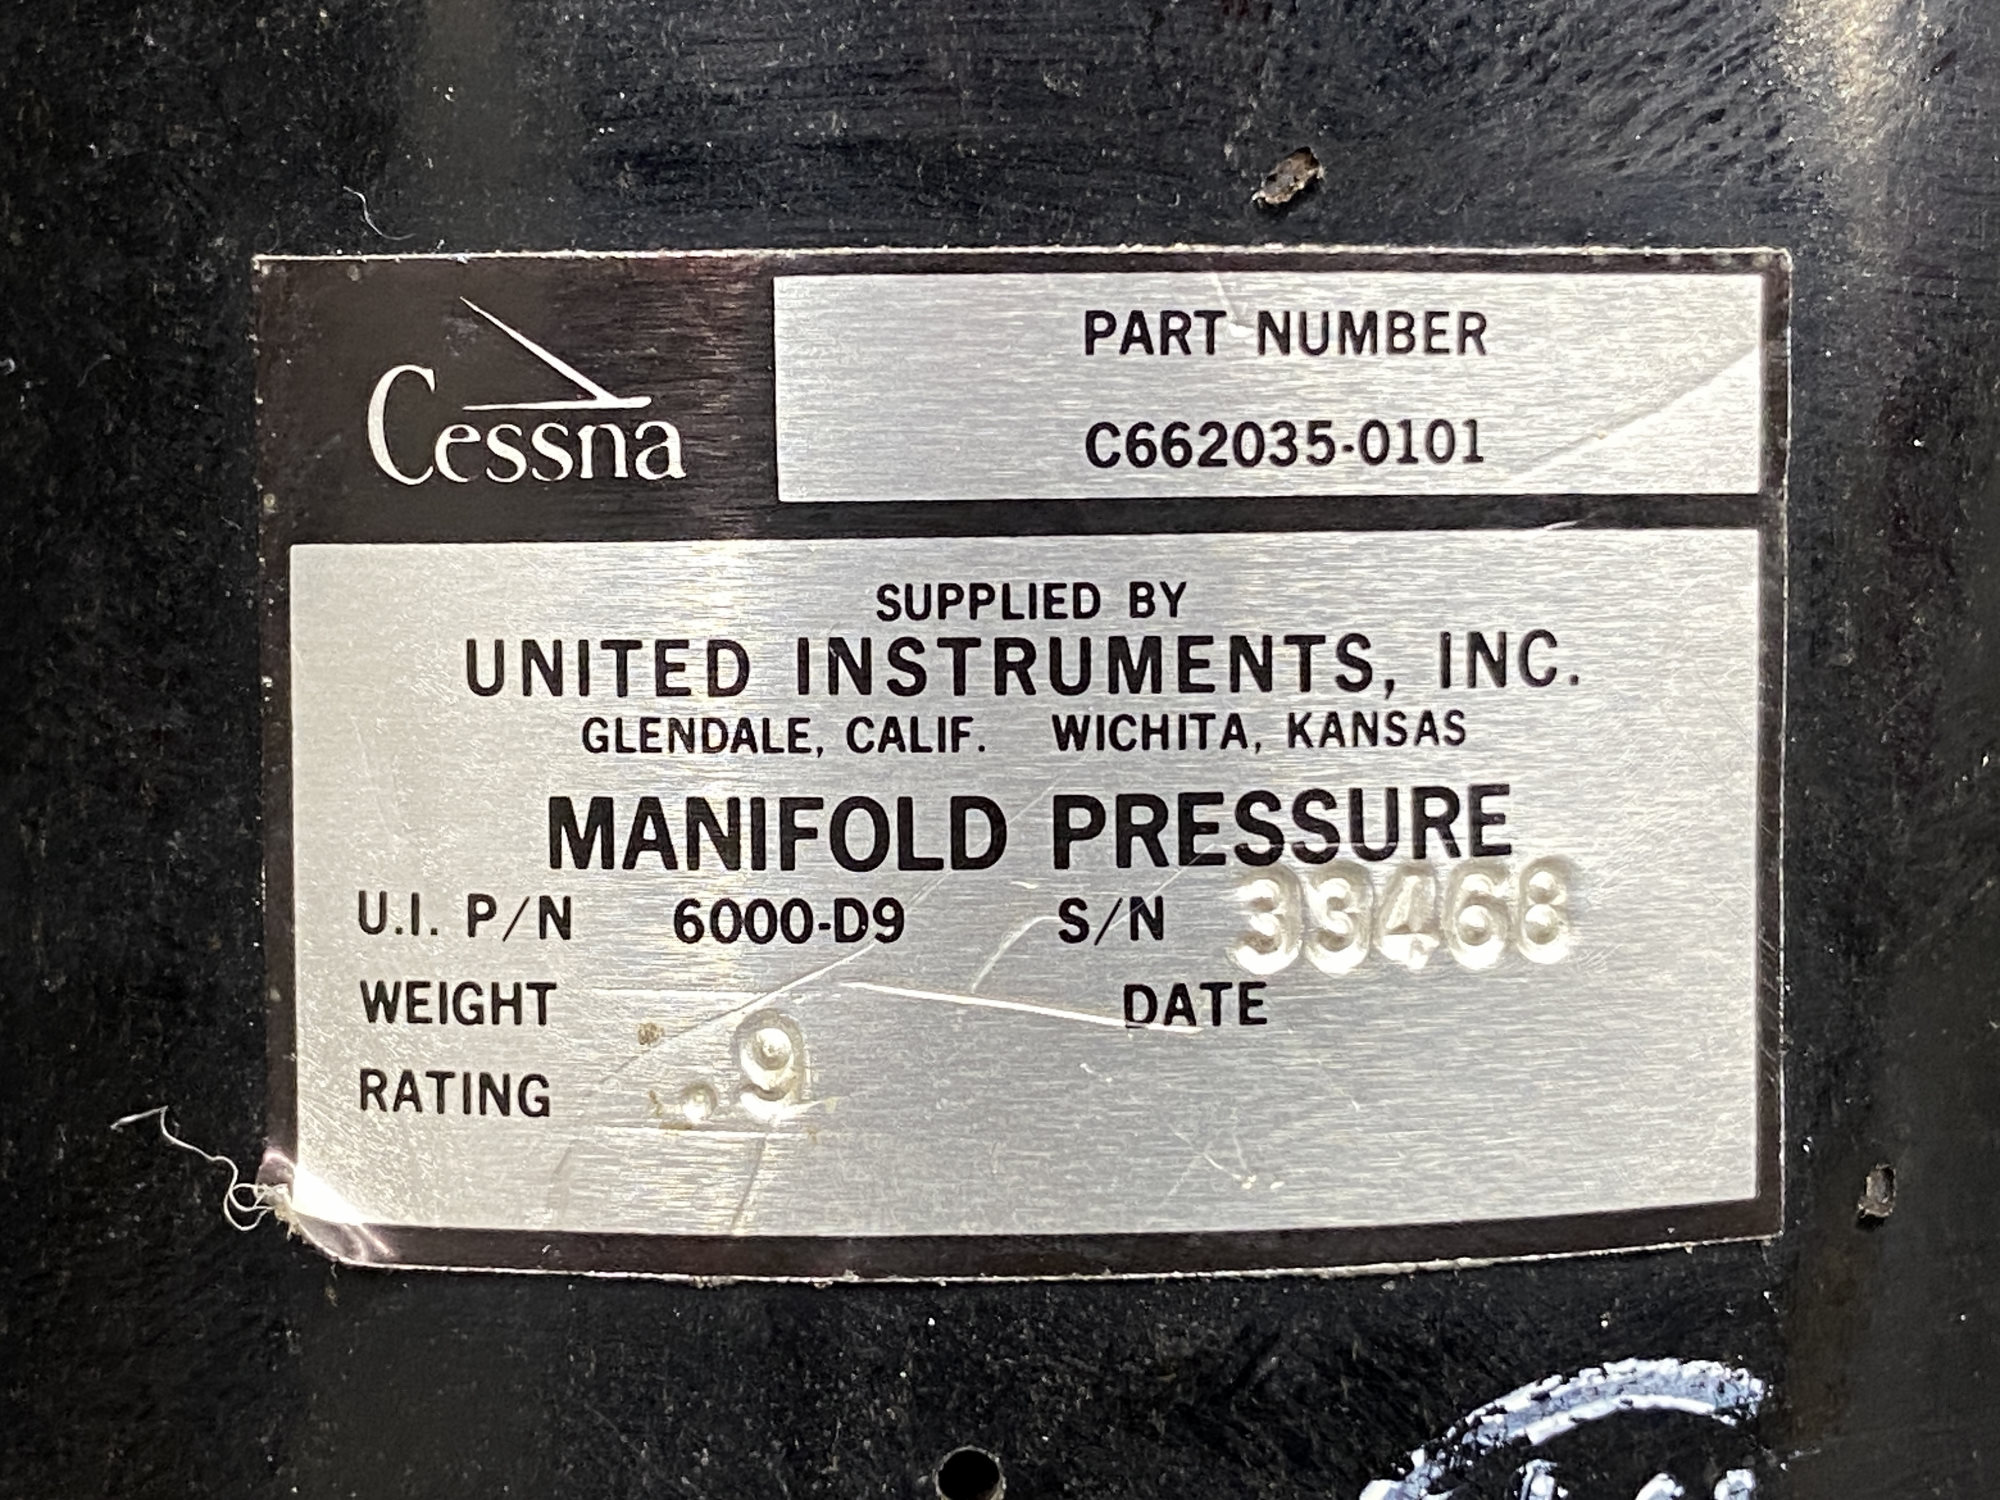 Cessna
PART NUMBER
C662035-0101
SUPPLIED BY
UNITED INSTRUMENTS, INC.
GLENDALE, CALIF. WICHITA, KANSAS
MANIFOLD PRESSURE
U.I. P/N 6000-D9 S/N 33468
WEIGHT .9 DATE
RATING